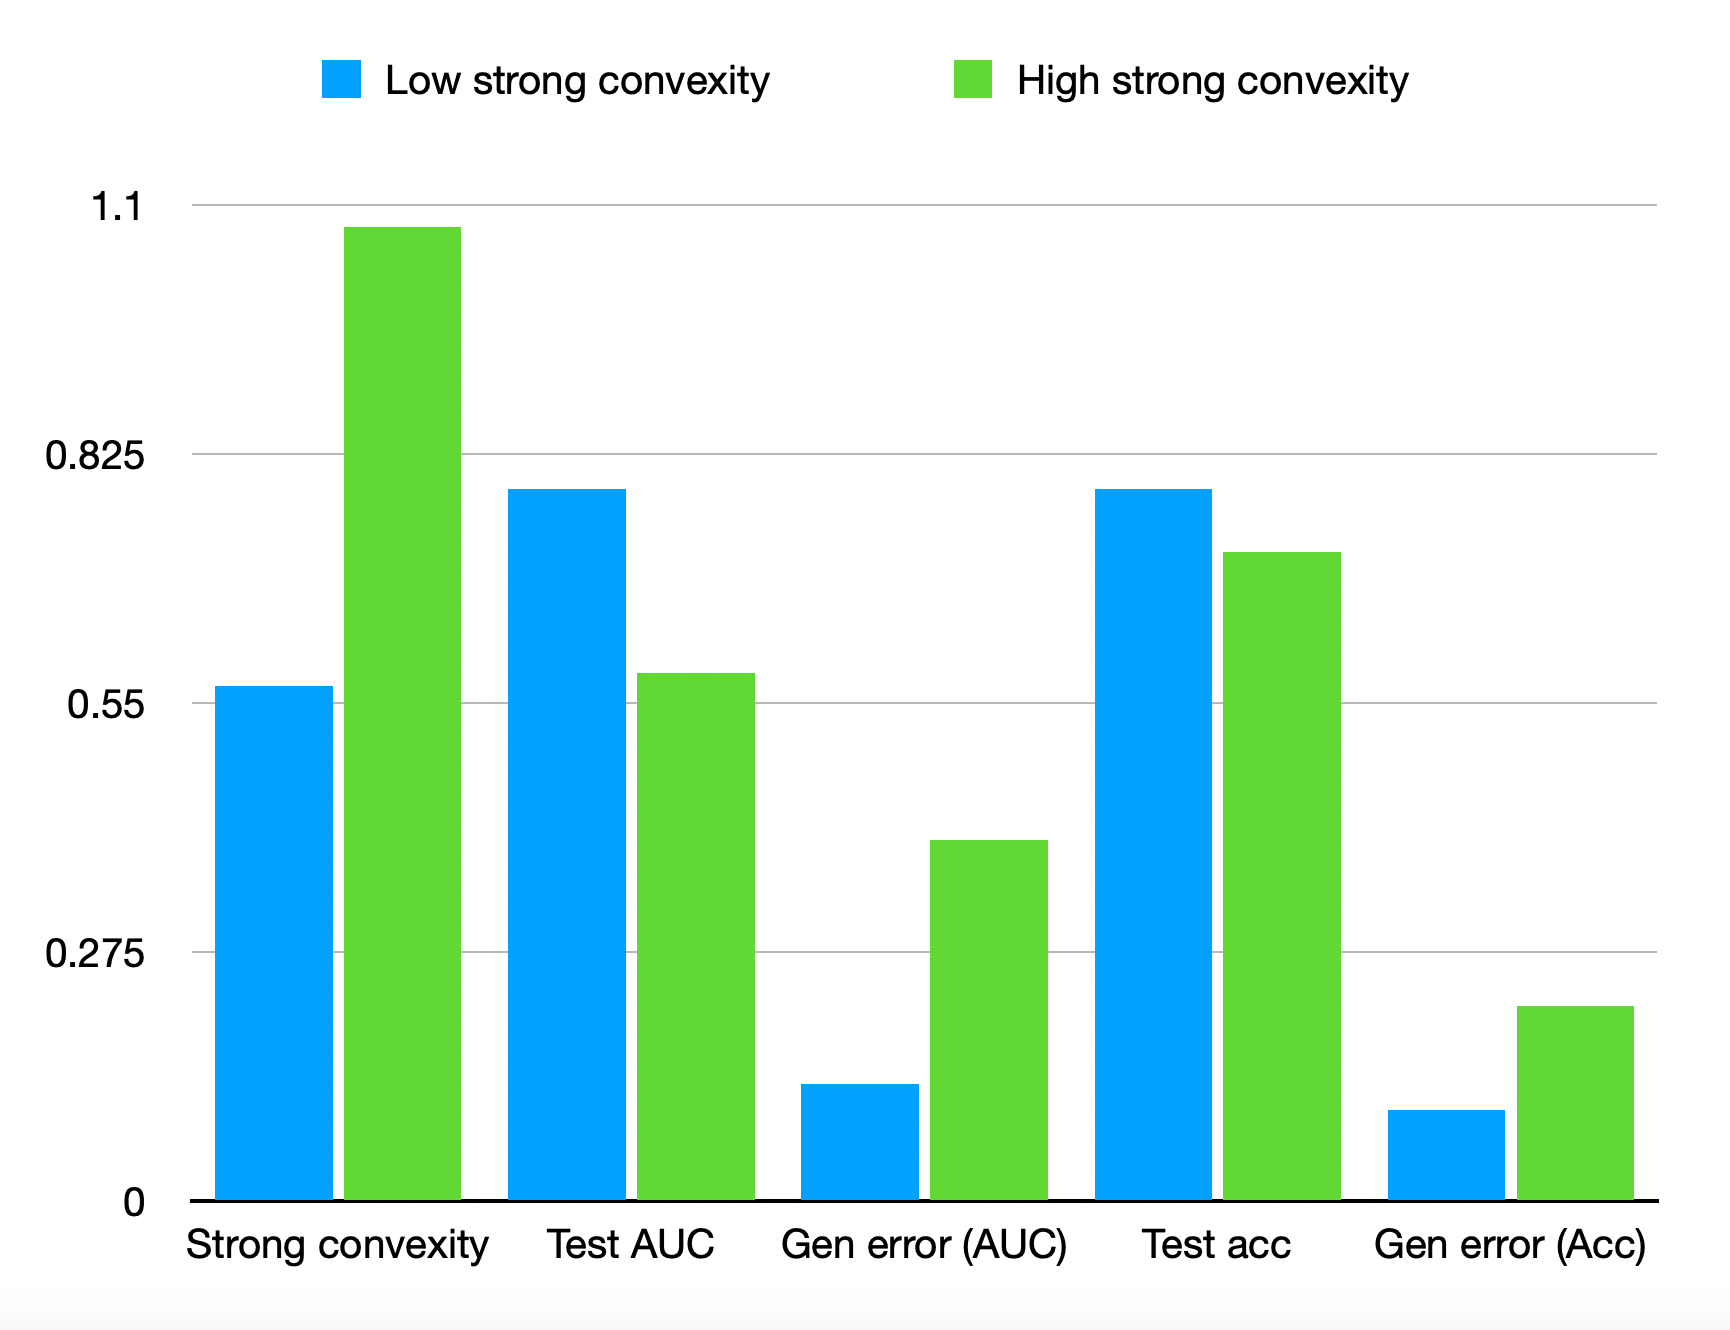 Low strong convexity
High strong convexity
1.1
0.825
0.55
0.275
0
Strong convexity
Test AUC
Gen error (AUC)
Test acc
Gen error (Acc)